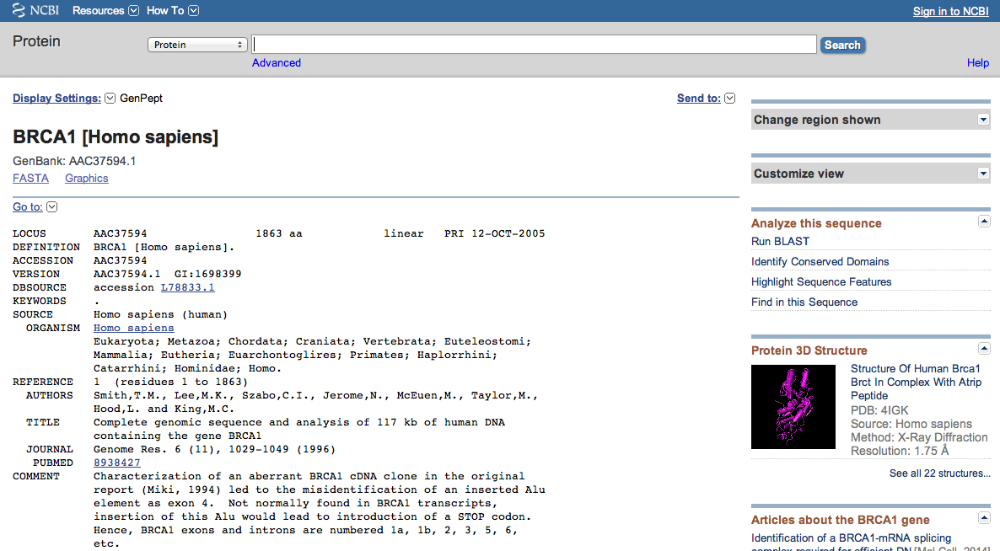 NCBI Resources How To Sign in to NCBI
Protein Protein Search
Advanced Help
Display Settings: GenPept Send to:
BRCA1 [Homo sapiens]
GenBank: AAC37594.1
FASTA Graphics
Go to:
LOCUS AAC37594 1863 aa linear PRI 12-OCT-2005
DEFINITION BRCA1 [Homo sapiens].
ACCESSION AAC37594
VERSION AAC37594.1 GI:1698399
DBSOURCE accession L78833.1
KEYWORDS .
SOURCE Homo sapiens (human)
ORGANISM Homo sapiens
Eukaryota; Metazoa; Chordata; Craniata; Vertebrata; Euteleostomi;
Mammalia; Eutheria; Euarchontoglires; Primates; Haplorrhini;
Catarrhini; Hominidae; Homo.
REFERENCE 1 (residues 1 to 1863)
AUTHORS Smith,T.M., Lee,M.K., Szabo,C.I., Jerome,N., McEuen,M., Taylor,M.,
Hood,L. and King,M.C.
TITLE Complete genomic sequence and analysis of 117 kb of human DNA
containing the gene BRCA1
JOURNAL Genome Res. 6 (11), 1029-1049 (1996)
PUBMED 8938427
COMMENT Characterization of an aberrant BRCA1 cDNA clone in the original
report (Miki, 1994) led to the misidentification of an inserted Alu
element as exon 4. Not normally found in BRCA1 transcripts,
insertion of this Alu would lead to introduction of a STOP codon.
Hence, BRCA1 exons and introns are numbered 1a, 1b, 2, 3, 5, 6,
etc.
Change region shown
Customize view
Analyze this sequence
Run BLAST
Identify Conserved Domains
Highlight Sequence Features
Find in this Sequence
Protein 3D Structure
Structure Of Human Brca1
Brct In Complex With Atrip
Peptide
PDB: 4IGK
Source: Homo sapiens
Method: X-Ray Diffraction
Resolution: 1.75 Å
See all 22 structures...
Articles about the BRCA1 gene
Identification of a BRCA1-mRNA splicing
complex required for efficient DN [Mol Cell. 2014]